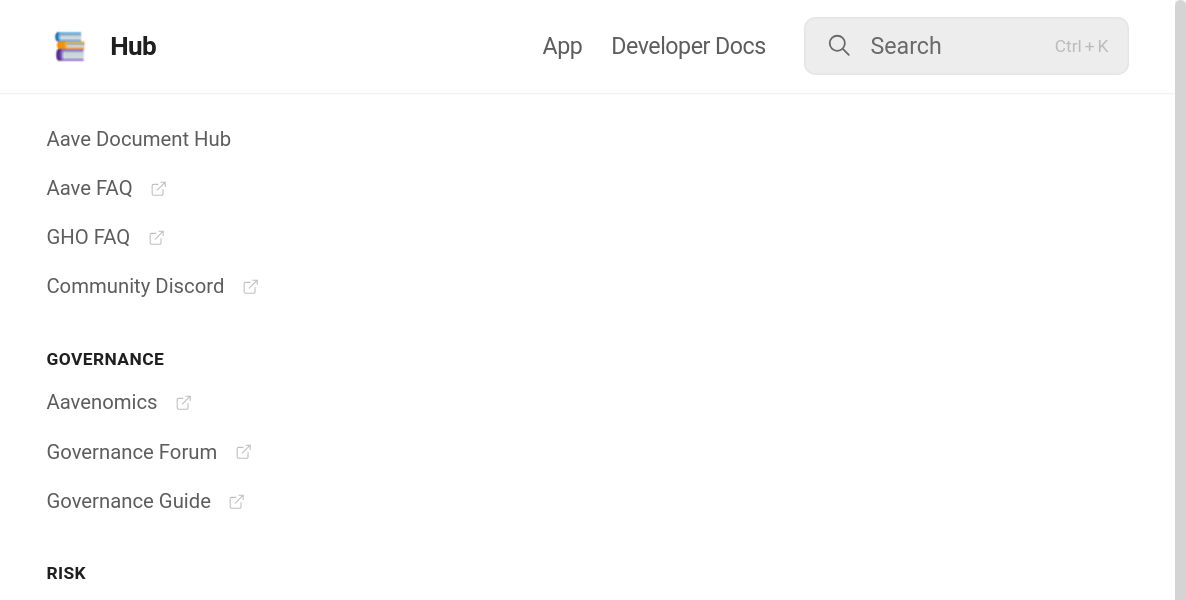 Hub
App
Developer Docs
Search
Ctrl + K
Aave Document Hub
Aave FAQ
GHO FAQ
Community Discord
GOVERNANCE
Aavenomics
Governance Forum
Governance Guide
RISK